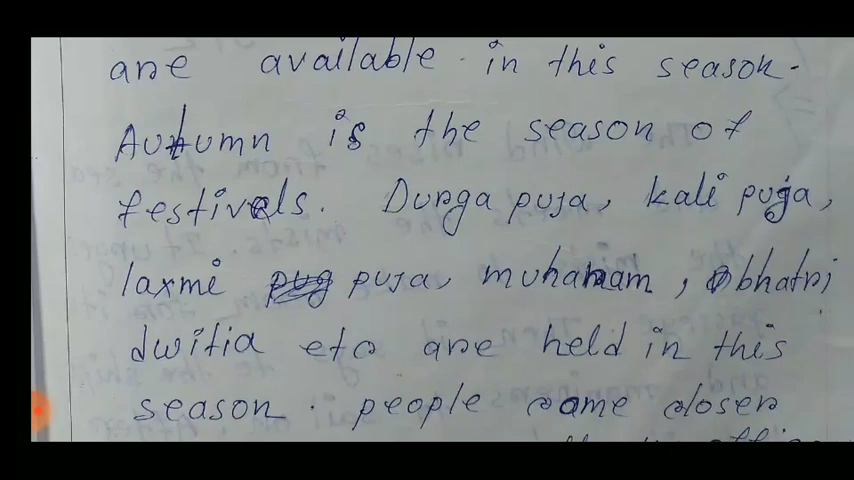 are available in this season.
Autumn is the season of
festivals. Durga puja, kali puja,
laxmi puja, muharram, bhatri
dwitia etc are held in this
season. people come closer